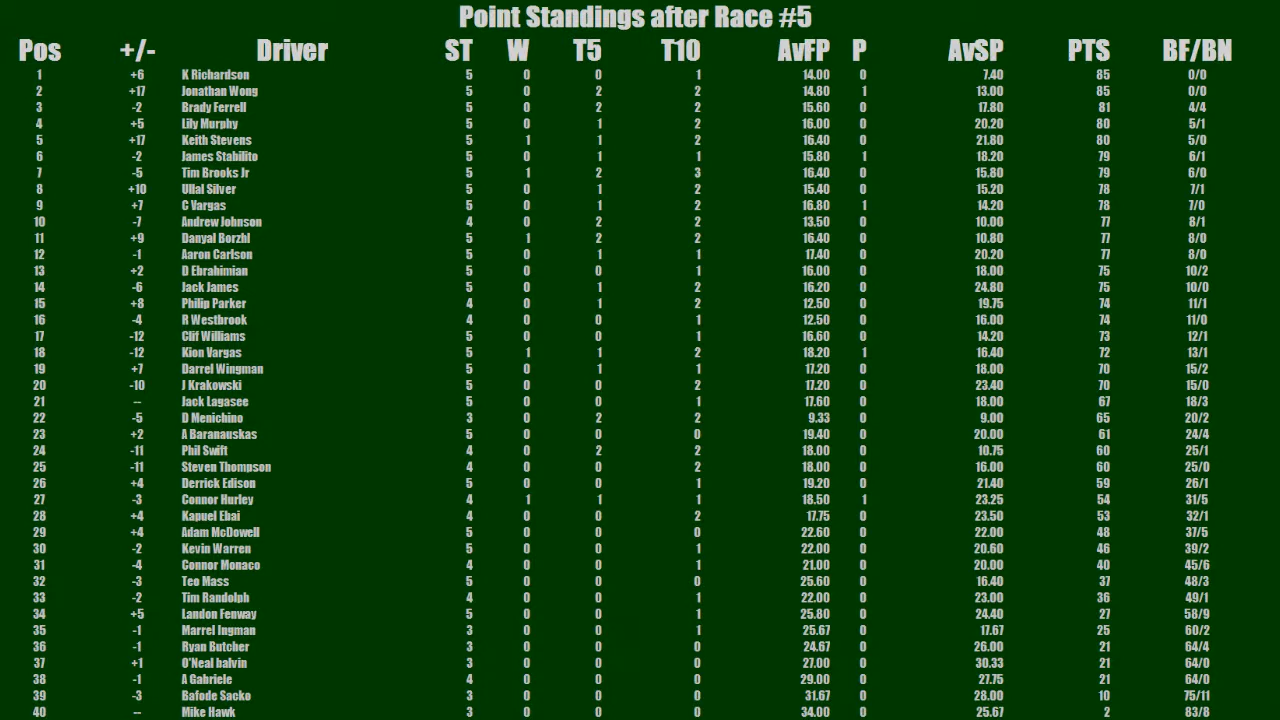 Point Standings after Race #5
Pos +/- Driver ST W T5 T10 AvFP P AvSP PTS BF/BN
1 +6 K Richardson 5 0 0 1 14.00 0 7.40 85 0/0
2 +17 Jonathan Wong 5 0 2 2 14.80 1 13.00 85 0/0
3 -2 Brady Ferrell 5 0 2 2 15.60 0 17.80 81 4/4
4 +5 Lily Murphy 5 0 1 2 16.00 0 20.20 80 5/1
5 +17 Keith Stevens 5 1 1 2 16.40 0 21.80 80 5/0
6 -2 James Stabilito 5 0 1 1 15.80 1 18.20 79 6/1
7 -5 Tim Brooks Jr 5 1 2 3 16.40 0 15.80 79 6/0
8 +10 Ullal Silver 5 0 1 2 15.40 0 15.20 78 7/1
9 +7 C Vargas 5 0 1 2 16.80 1 14.20 78 7/0
10 -7 Andrew Johnson 4 0 2 2 13.50 0 10.00 77 8/1
11 +9 Danyal Borzhl 5 1 2 2 16.40 0 10.80 77 8/0
12 -1 Aaron Carlson 5 0 1 1 17.40 0 20.20 77 8/0
13 +2 D Ebrahimian 5 0 0 1 16.00 0 18.00 75 10/2
14 -6 Jack James 5 0 1 2 16.20 0 24.80 75 10/0
15 +8 Philip Parker 4 0 1 2 12.50 0 19.75 74 11/1
16 -4 R Westbrook 4 0 0 1 12.50 0 16.00 74 11/0
17 -12 Clif Williams 5 0 0 1 16.60 0 14.20 73 12/1
18 -12 Kion Vargas 5 1 1 2 18.20 1 16.40 72 13/1
19 +7 Darrel Wingman 5 0 1 1 17.20 0 18.00 70 15/2
20 -10 J Krakowski 5 0 0 2 17.20 0 23.40 70 15/0
21 -- Jack Lagasee 5 0 0 1 17.60 0 18.00 67 18/3
22 -5 D Menichino 3 0 2 2 9.33 0 9.00 65 20/2
23 +2 A Baranauskas 5 0 0 0 19.40 0 20.00 61 24/4
24 -11 Phil Swift 4 0 2 2 18.00 0 10.75 60 25/1
25 -11 Steven Thompson 4 0 0 2 18.00 0 16.00 60 25/0
26 +4 Derrick Edison 5 0 0 1 19.20 0 21.40 59 26/1
27 -3 Connor Hurley 4 1 1 1 18.50 1 23.25 54 31/5
28 +4 Kapuel Ebai 4 0 0 2 17.75 0 23.50 53 32/1
29 +4 Adam McDowell 5 0 0 0 22.60 0 22.00 48 37/5
30 -2 Kevin Warren 5 0 0 1 22.00 0 20.60 46 39/2
31 -4 Connor Monaco 4 0 0 1 21.00 0 20.00 40 45/6
32 -3 Teo Mass 5 0 0 0 25.60 0 16.40 37 48/3
33 -2 Tim Randolph 4 0 0 1 22.00 0 23.00 36 49/1
34 +5 Landon Fenway 5 0 0 1 25.80 0 24.40 27 58/9
35 -1 Marrel Ingman 3 0 0 1 25.67 0 17.67 25 60/2
36 -1 Ryan Butcher 3 0 0 0 24.67 0 26.00 21 64/4
37 +1 O'Neal halvin 3 0 0 0 27.00 0 30.33 21 64/0
38 -1 A Gabriele 4 0 0 0 29.00 0 27.75 21 64/0
39 -3 Bafode Sacko 3 0 0 0 31.67 0 28.00 10 75/11
40 -- Mike Hawk 3 0 0 0 34.00 0 25.67 2 83/8